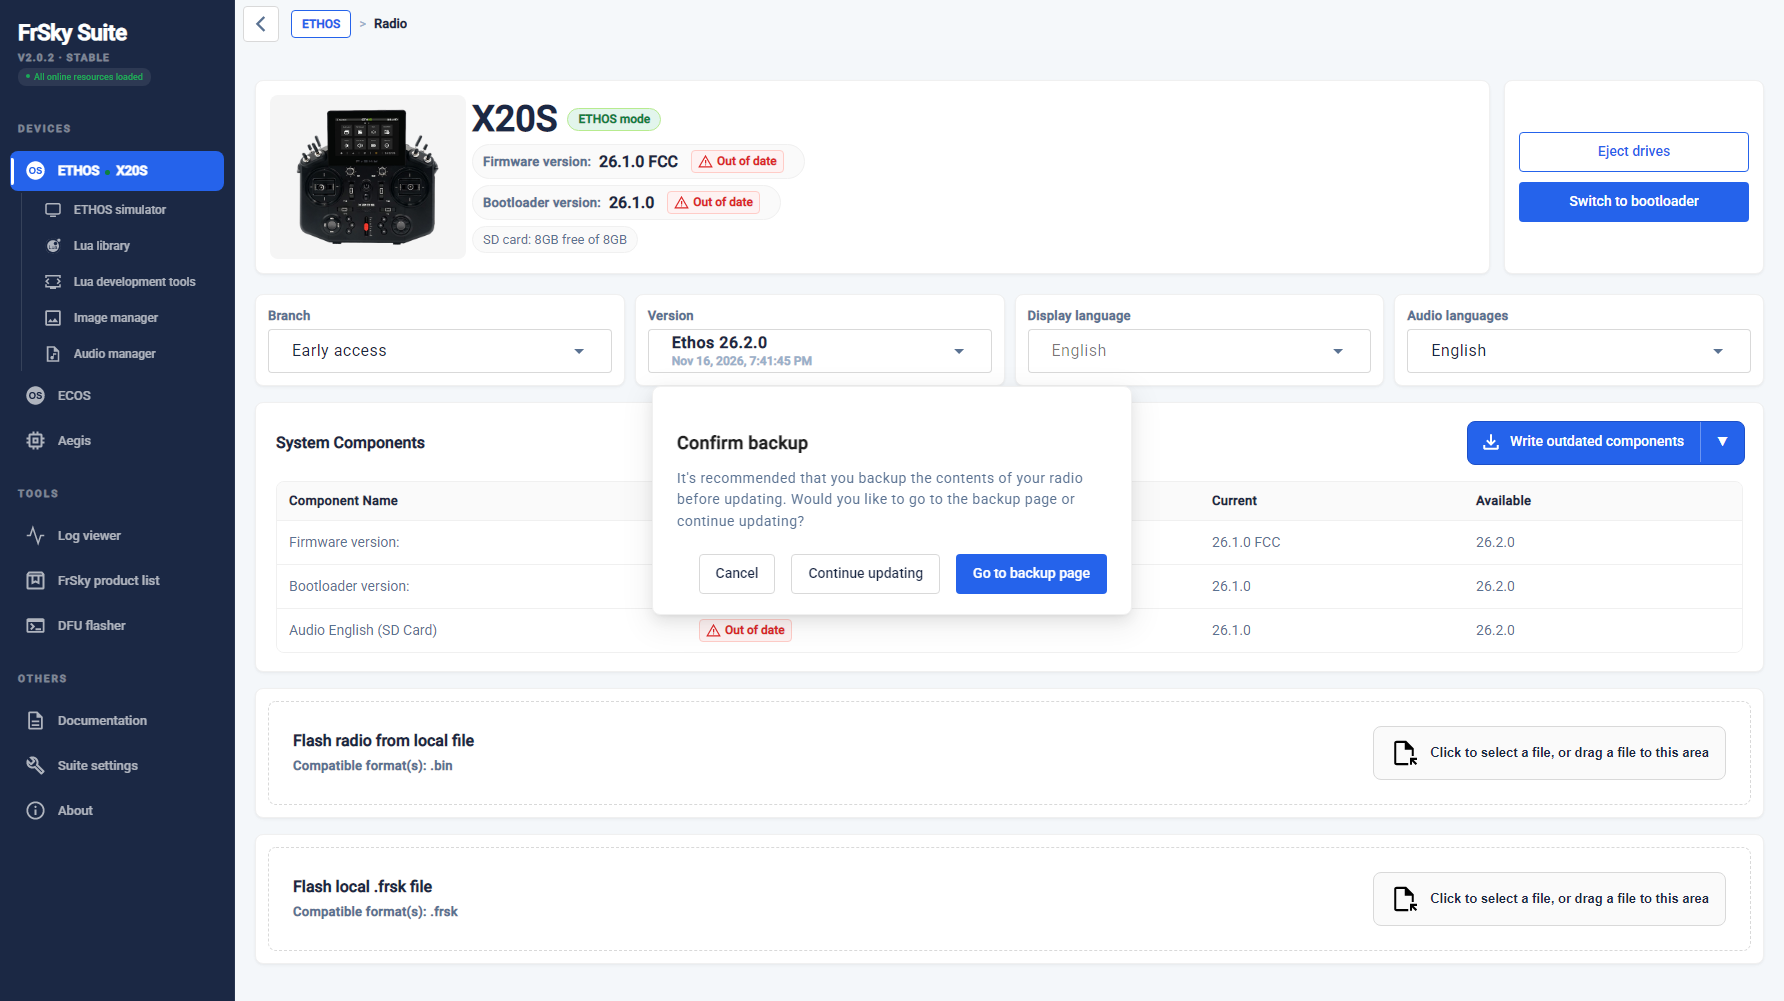 FrSky Suite
V2.0.2 · STABLE
• All online resources loaded
DEVICES
ETHOS • X20S
ETHOS simulator
Lua library
Lua development tools
Image manager
Audio manager
ECOS
Aegis
TOOLS
Log viewer
FrSky product list
DFU flasher
OTHERS
Documentation
Suite settings
About
ETHOS > Radio
X20S ETHOS mode
Firmware version: 26.1.0 FCC Out of date
Bootloader version: 26.1.0 Out of date
SD card: 8GB free of 8GB
Eject drives
Switch to bootloader
Branch
Early access
Version
Ethos 26.2.0
Nov 16, 2026, 7:41:45 PM
Display language
English
Audio languages
English
System Components
Write outdated components ▼
Component Name Current Available
Firmware version: 26.1.0 FCC 26.2.0
Bootloader version: 26.1.0 26.2.0
Audio English (SD Card) Out of date 26.1.0 26.2.0
Confirm backup
It's recommended that you backup the contents of your radio
before updating. Would you like to go to the backup page or
continue updating?
Cancel
Continue updating
Go to backup page
Flash radio from local file
Compatible format(s): .bin
Click to select a file, or drag a file to this area
Flash local .frsk file
Compatible format(s): .frsk
Click to select a file, or drag a file to this area